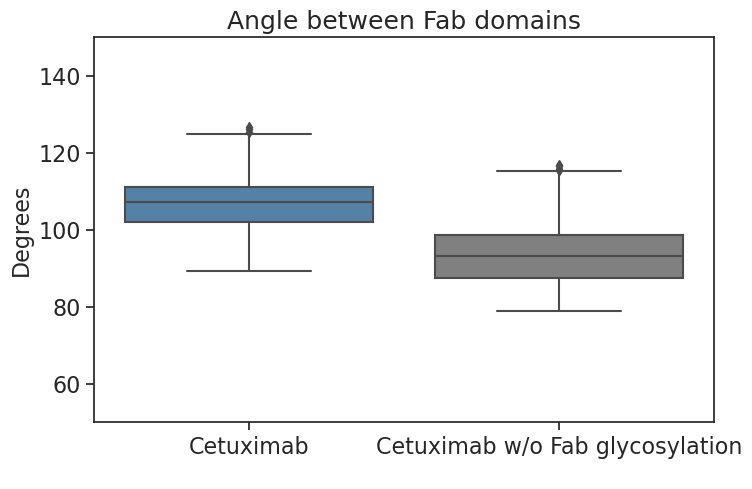 Angle between Fab domains
140
120
100
80
60
Degrees
Cetuximab
Cetuximab w/o Fab glycosylation